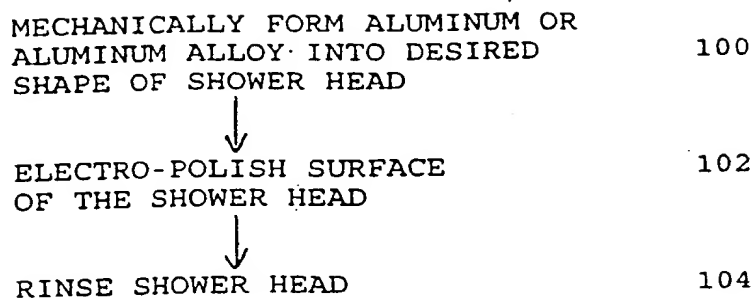 MECHANICALLY FORM ALUMINUM OR
ALUMINUM ALLOY INTO DESIRED 100
SHAPE OF SHOWER HEAD
ELECTRO-POLISH SURFACE 102
OF THE SHOWER HEAD
RINSE SHOWER HEAD 104